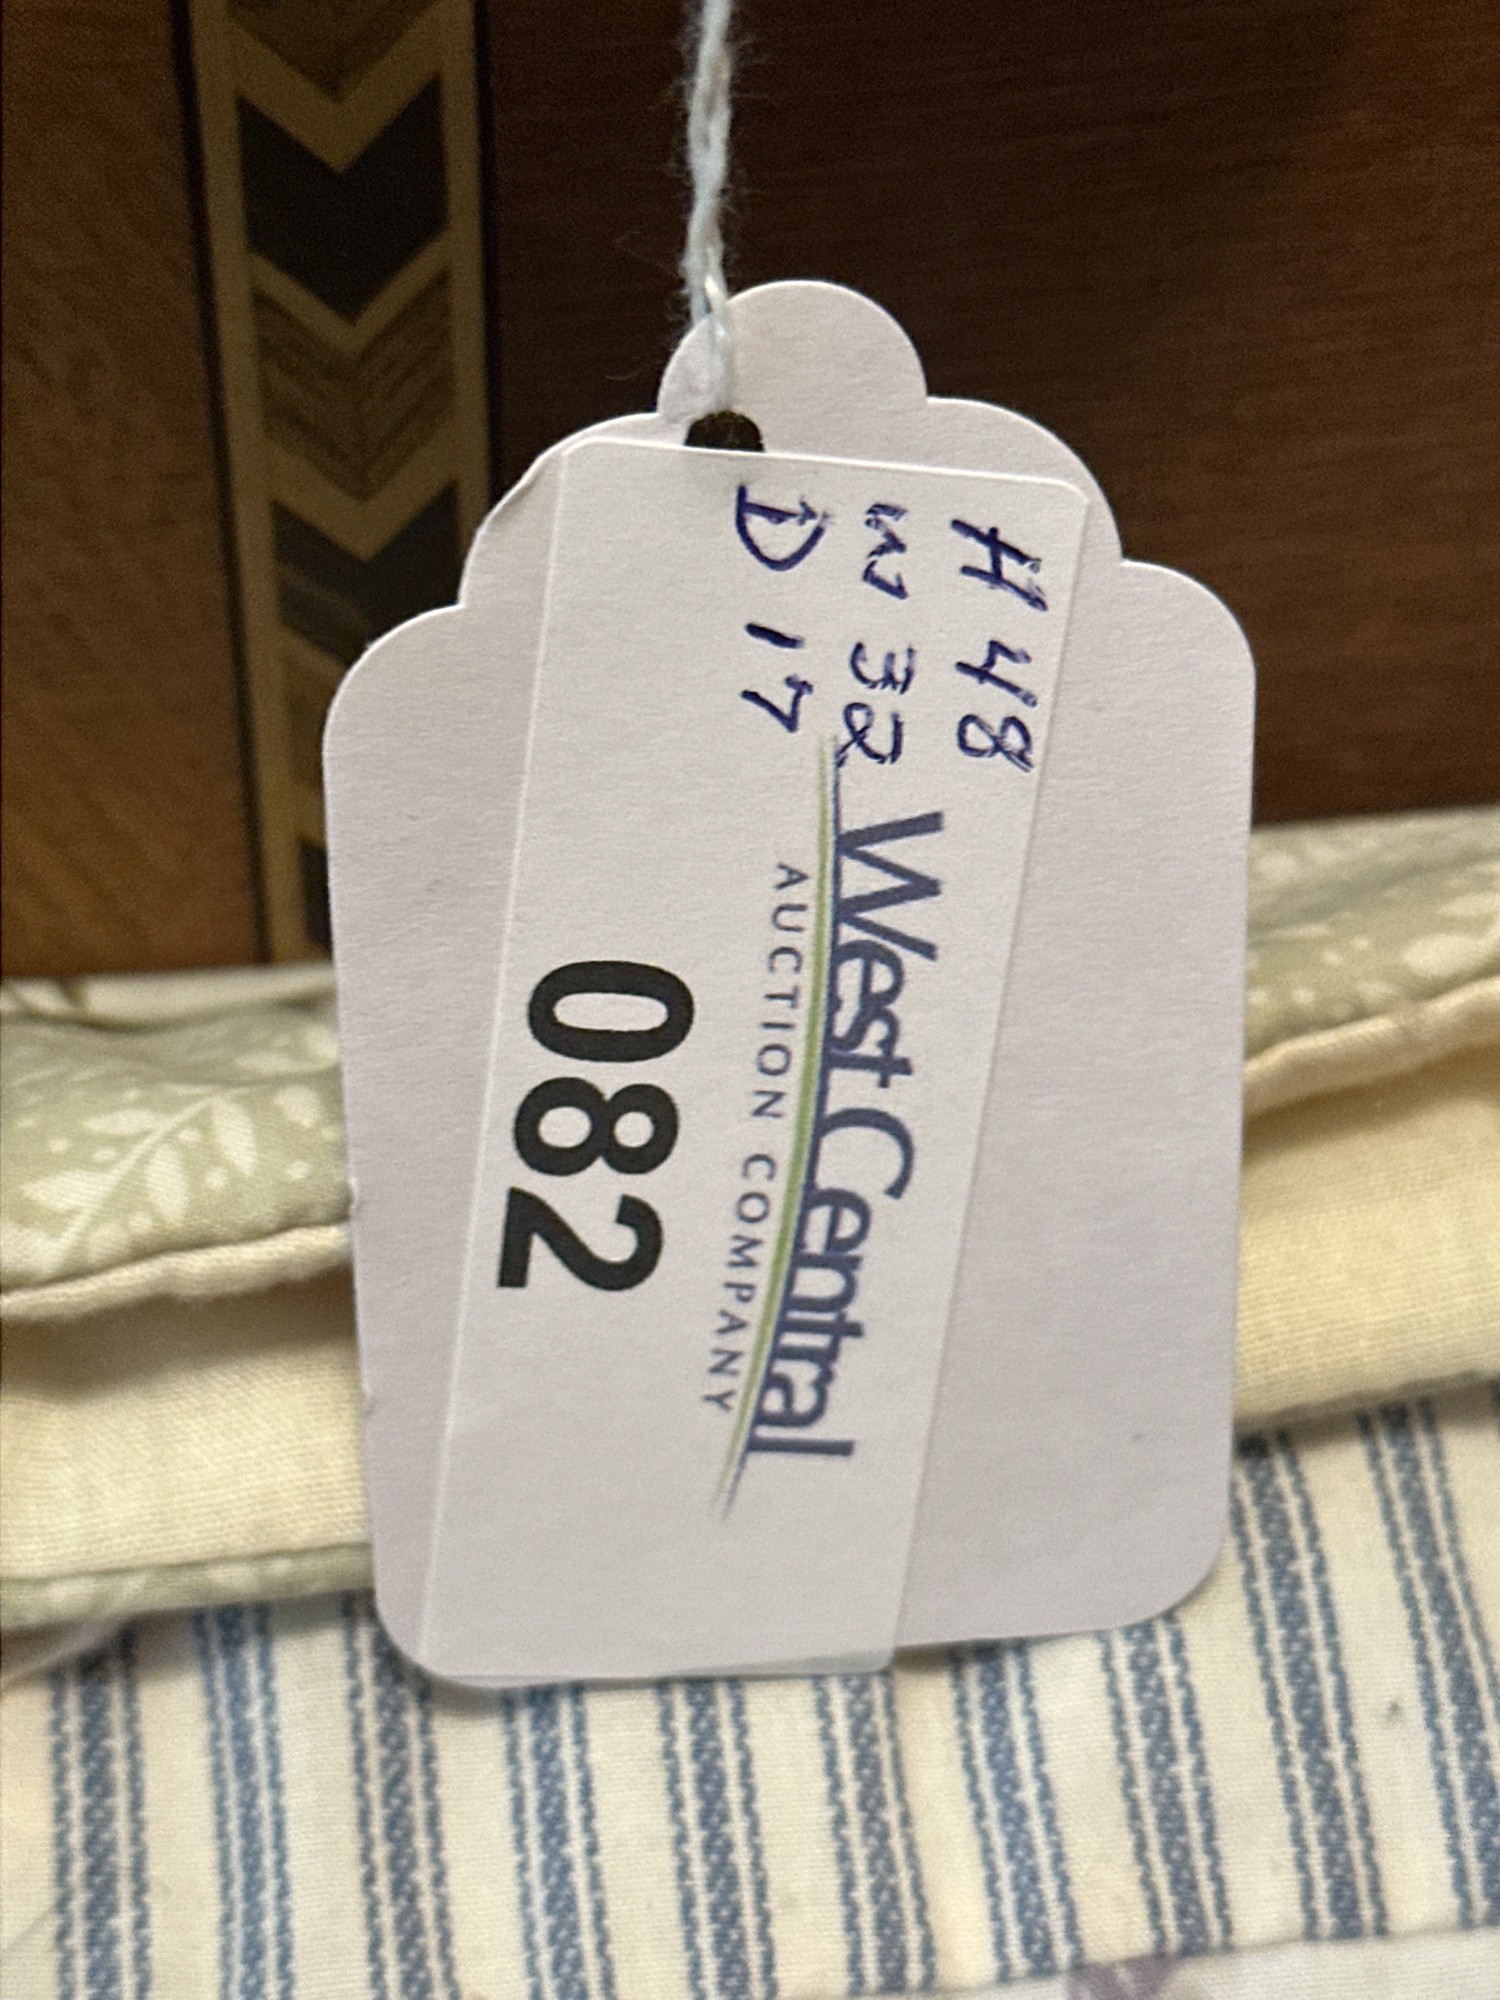 H 48
W 32
D 17
West Central
AUCTION COMPANY
082